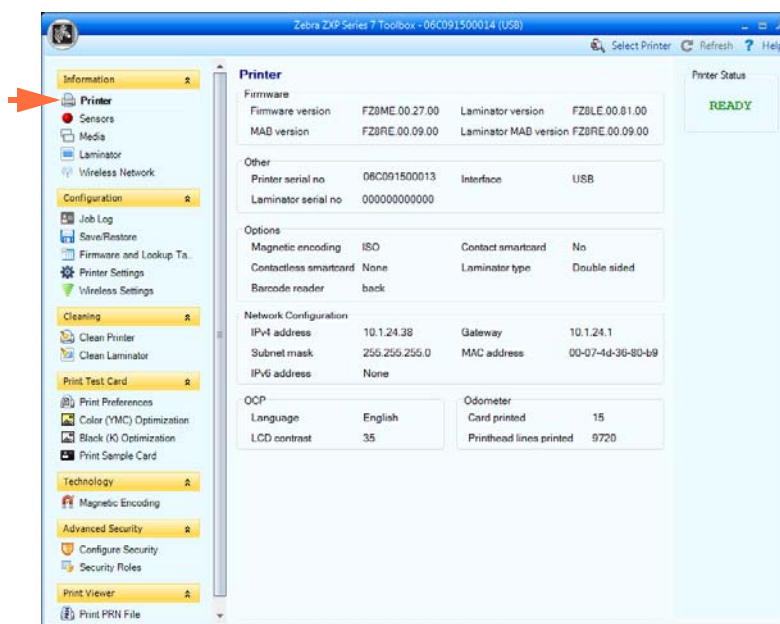 Zebra ZXP Series 7 Toolbox - 06C091500014 (USB)
Select Printer Refresh ? Help
Information
Printer
Sensors
Media
Laminator
Wireless Network
Configuration
Job Log
Save/Restore
Firmware and Lookup Ta..
Printer Settings
Wireless Settings
Cleaning
Clean Printer
Clean Laminator
Print Test Card
Print Preferences
Color (YMC) Optimization
Black (K) Optimization
Print Sample Card
Technology
Magnetic Encoding
Advanced Security
Configure Security
Security Roles
Print Viewer
Print PRN File
Printer
Firmware
Firmware version FZ8ME.00.27.00 Laminator version FZ8LE.00.81.00
MAB version FZ8RE.00.09.00 Laminator MAB version FZ8RE.00.09.00
Other
Printer serial no 06C091500013 Interface USB
Laminator serial no 000000000000
Options
Magnetic encoding ISO Contact smartcard No
Contactless smartcard None Laminator type Double sided
Barcode reader back
Network Configuration
IPv4 address 10.1.24.38 Gateway 10.1.24.1
Subnet mask 255.255.255.0 MAC address 00-07-4d-36-80-b9
IPv6 address None
OCP
Language English
LCD contrast 35
Odometer
Card printed 15
Printhead lines printed 9720
Printer Status
READY